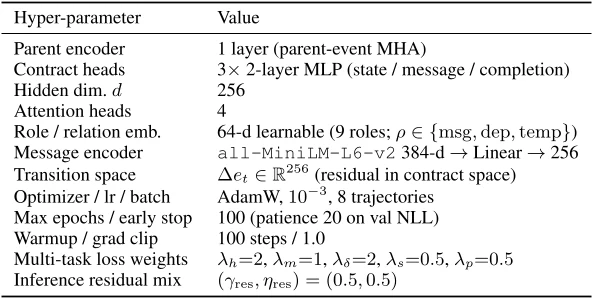 Hyper-parameter Value
Parent encoder 1 layer (parent-event MHA)
Contract heads 3× 2-layer MLP (state / message / completion)
Hidden dim. d 256
Attention heads 4
Role / relation emb. 64-d learnable (9 roles; ρ ∈ {msg, dep, temp})
Message encoder all-MiniLM-L6-v2 384-d → Linear → 256
Transition space Δeₜ ∈ ℝ²⁵⁶ (residual in contract space)
Optimizer / lr / batch AdamW, 10⁻³, 8 trajectories
Max epochs / early stop 100 (patience 20 on val NLL)
Warmup / grad clip 100 steps / 1.0
Multi-task loss weights λ_h=2, λ_m=1, λ_δ=2, λ_s=0.5, λ_p=0.5
Inference residual mix (γ_res, η_res) = (0.5, 0.5)